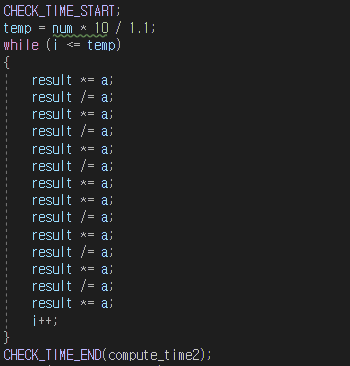 CHECK_TIME_START;
temp = num * 10 / 1.1;
while (i <= temp)
{
result *= a;
result /= a;
result *= a;
result /= a;
result *= a;
result /= a;
result *= a;
result *= a;
result /= a;
result *= a;
result /= a;
result *= a;
result /= a;
result *= a;
i++;
}
CHECK_TIME_END(compute_time2);